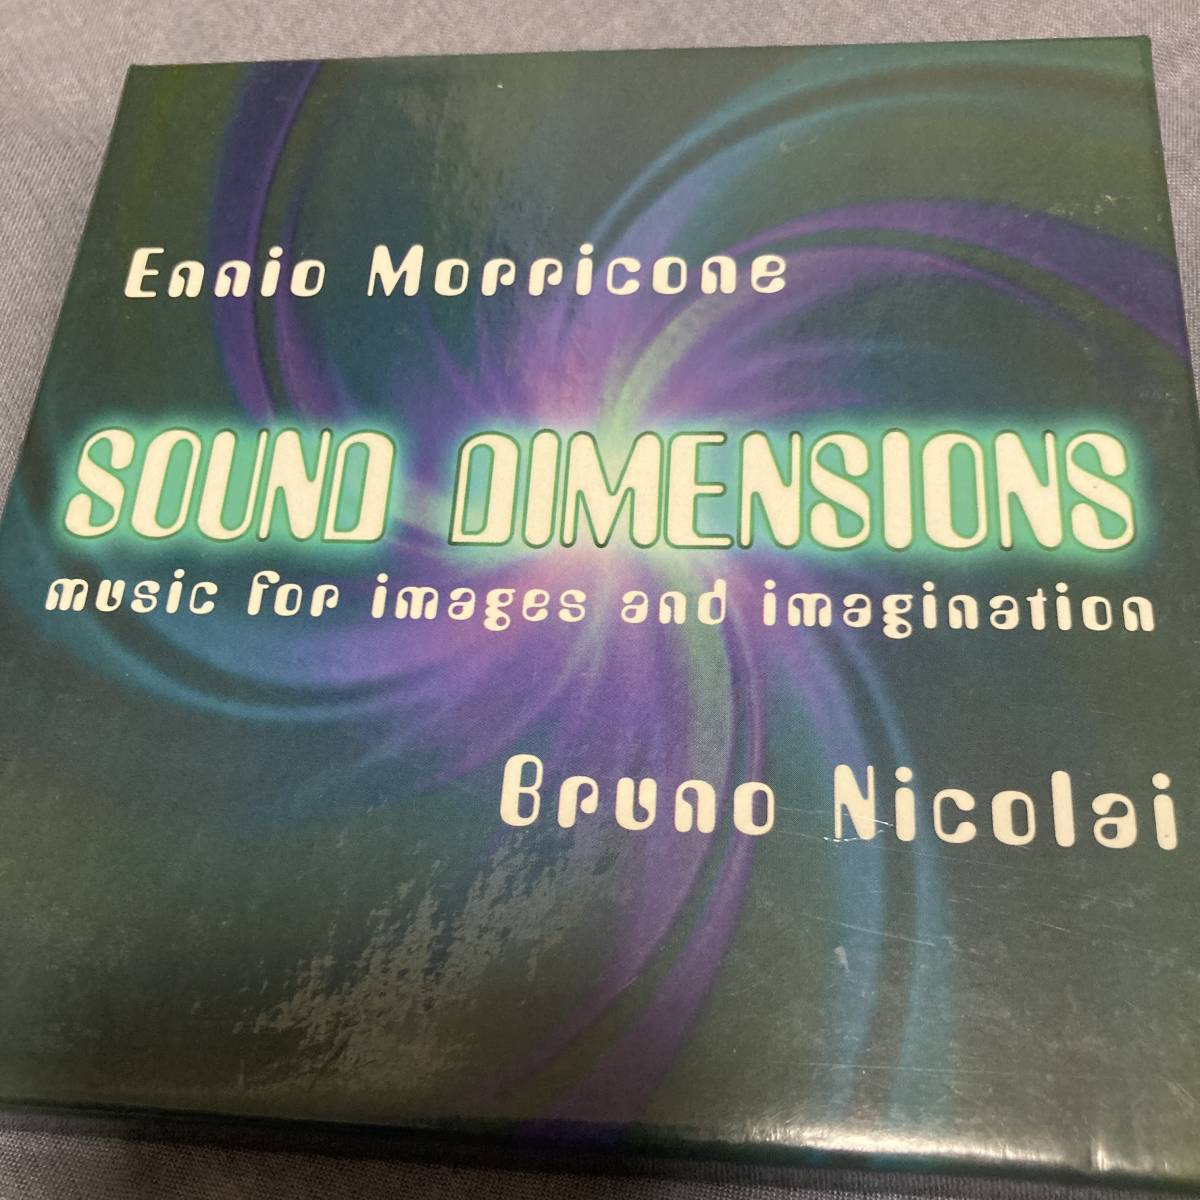 Ennio Morricone
SOUND DIMENSIONS
music for images and imagination
Bruno Nicolai